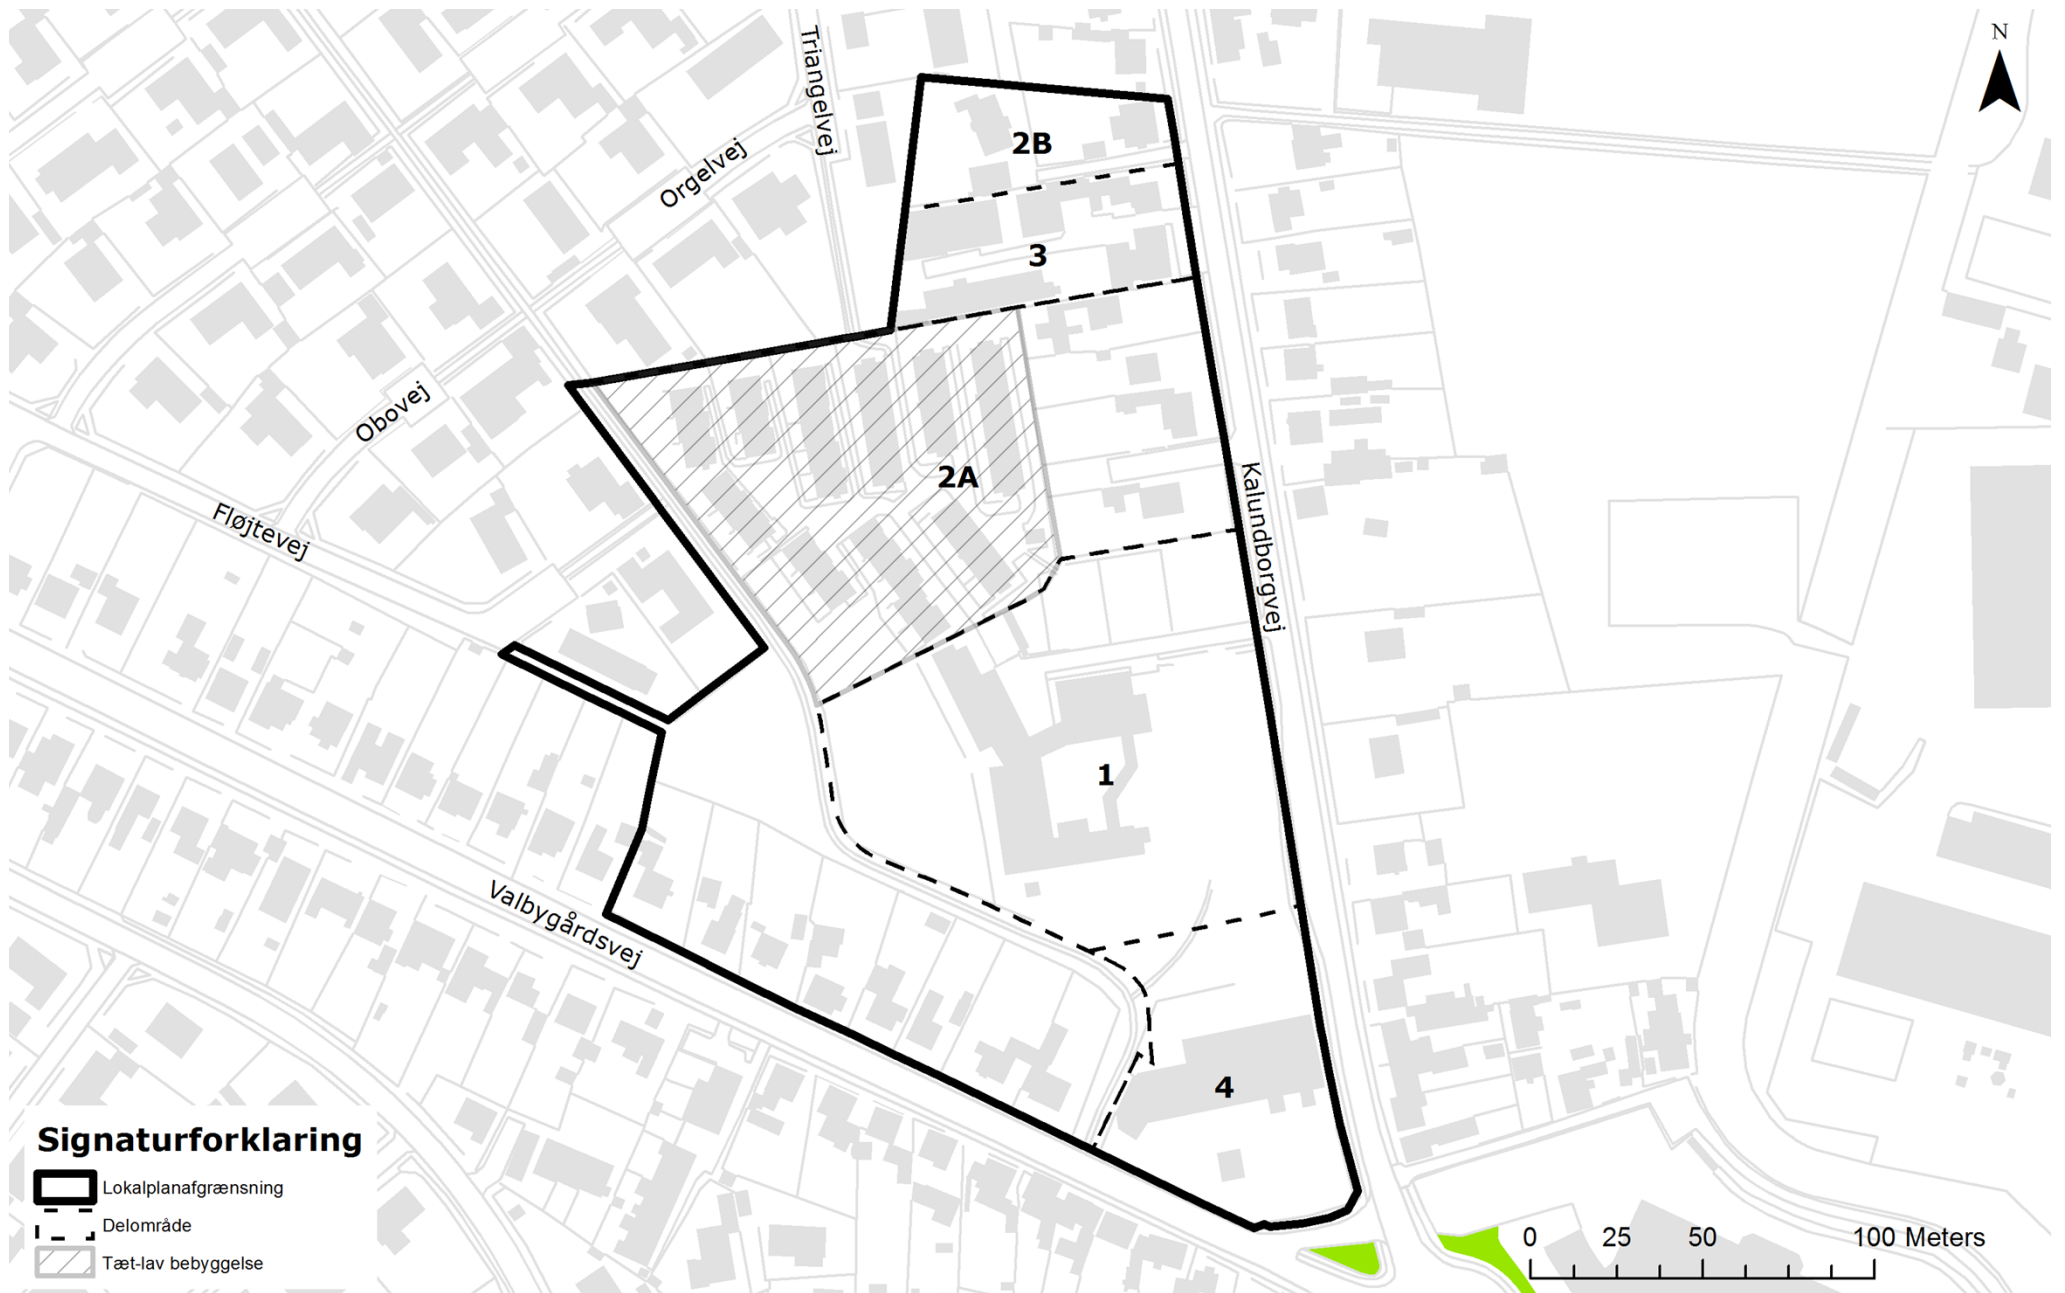 N
Triangelvej
Orgelvej
2B
3
Obovej
2A
Kalundborgvej
Fløjtevej
1
Valbygårdsvej
4
Signaturforklaring
Lokalplanafgrænsning
Delområde
Tæt-lav bebyggelse
0 25 50 100 Meters